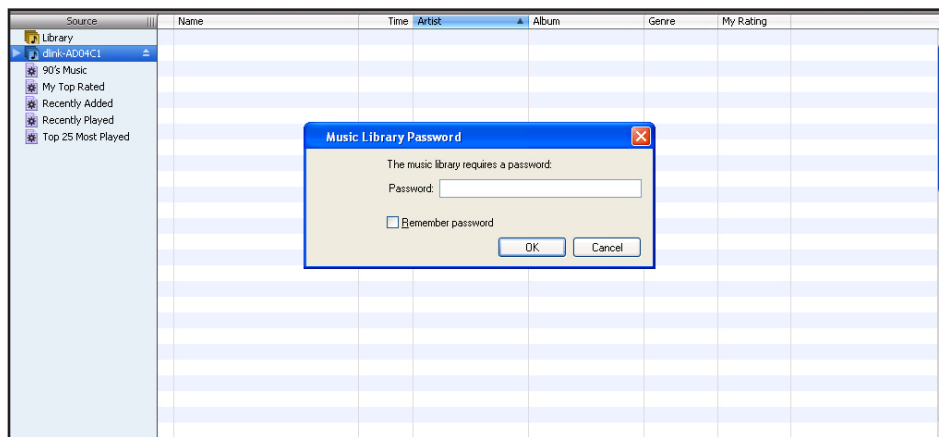 Source Name Time Artist Album Genre My Rating
Library
dlink-AD04C1
90's Music
My Top Rated
Recently Added
Recently Played
Top 25 Most Played
Music Library Password
The music library requires a password:
Password:
Remember password
OK Cancel